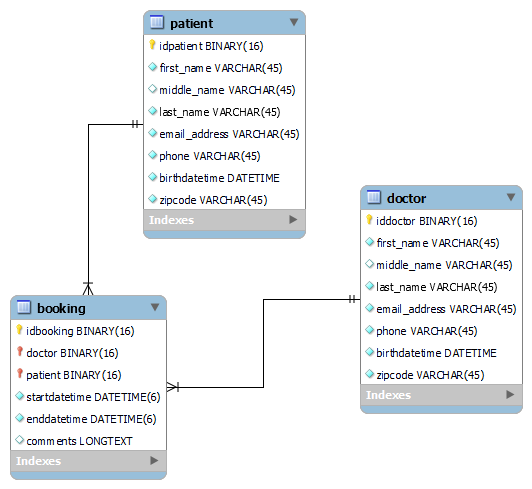 patient
idpatient BINARY(16)
first_name VARCHAR(45)
middle_name VARCHAR(45)
last_name VARCHAR(45)
email_address VARCHAR(45)
phone VARCHAR(45)
birthdatetime DATETIME
zipcode VARCHAR(45)
Indexes
doctor
iddoctor BINARY(16)
first_name VARCHAR(45)
middle_name VARCHAR(45)
last_name VARCHAR(45)
email_address VARCHAR(45)
phone VARCHAR(45)
birthdatetime DATETIME
zipcode VARCHAR(45)
Indexes
booking
idbooking BINARY(16)
doctor BINARY(16)
patient BINARY(16)
startdatetime DATETIME(6)
enddatetime DATETIME(6)
comments LONGTEXT
Indexes